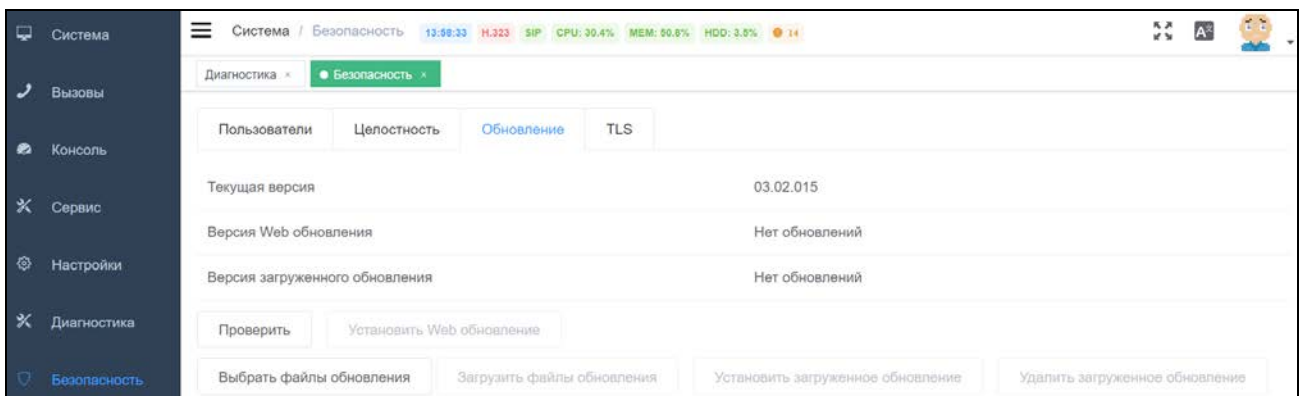 Система
Система / Безопасность 13:58:33 H.323 SIP CPU: 30.4% MEM: 50.8% HDD: 3.5% 14
Диагностика × Безопасность ×
Вызовы
Пользователи Целостность Обновление TLS
Консоль
Текущая версия 03.02.015
Сервис
Версия Web обновления Нет обновлений
Настройки
Версия загруженного обновления Нет обновлений
Диагностика
Проверить Установить Web обновление
Безопасность
Выбрать файлы обновления Загрузить файлы обновления Установить загруженное обновление Удалить загруженное обновление